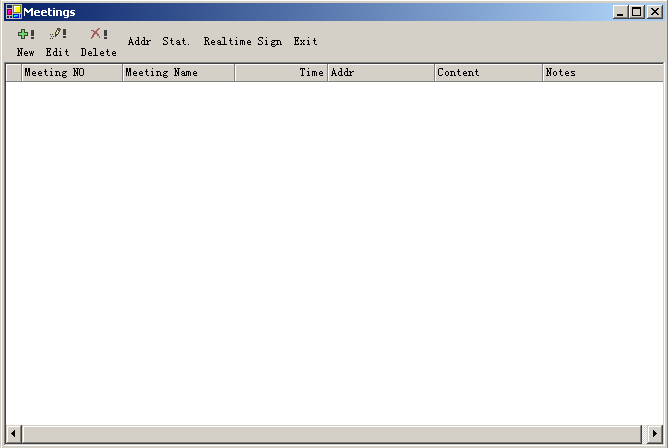 Meetings
New Edit Delete Addr Stat. Realtime Sign Exit
Meeting NO Meeting Name Time Addr Content Notes